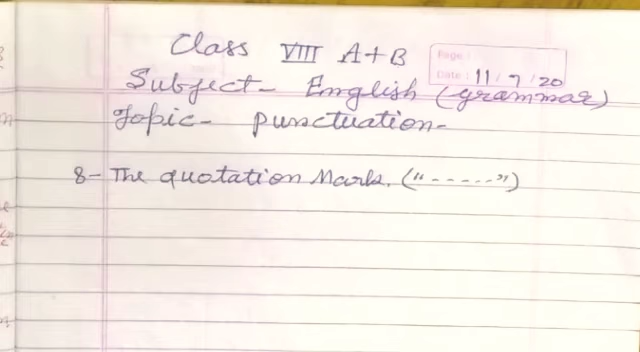 Class VIII A+B
Page :
Date : 11/7/20
Subject- English (grammar)
Topic- Punctuation-
8- The quotation Marks. ("-----")